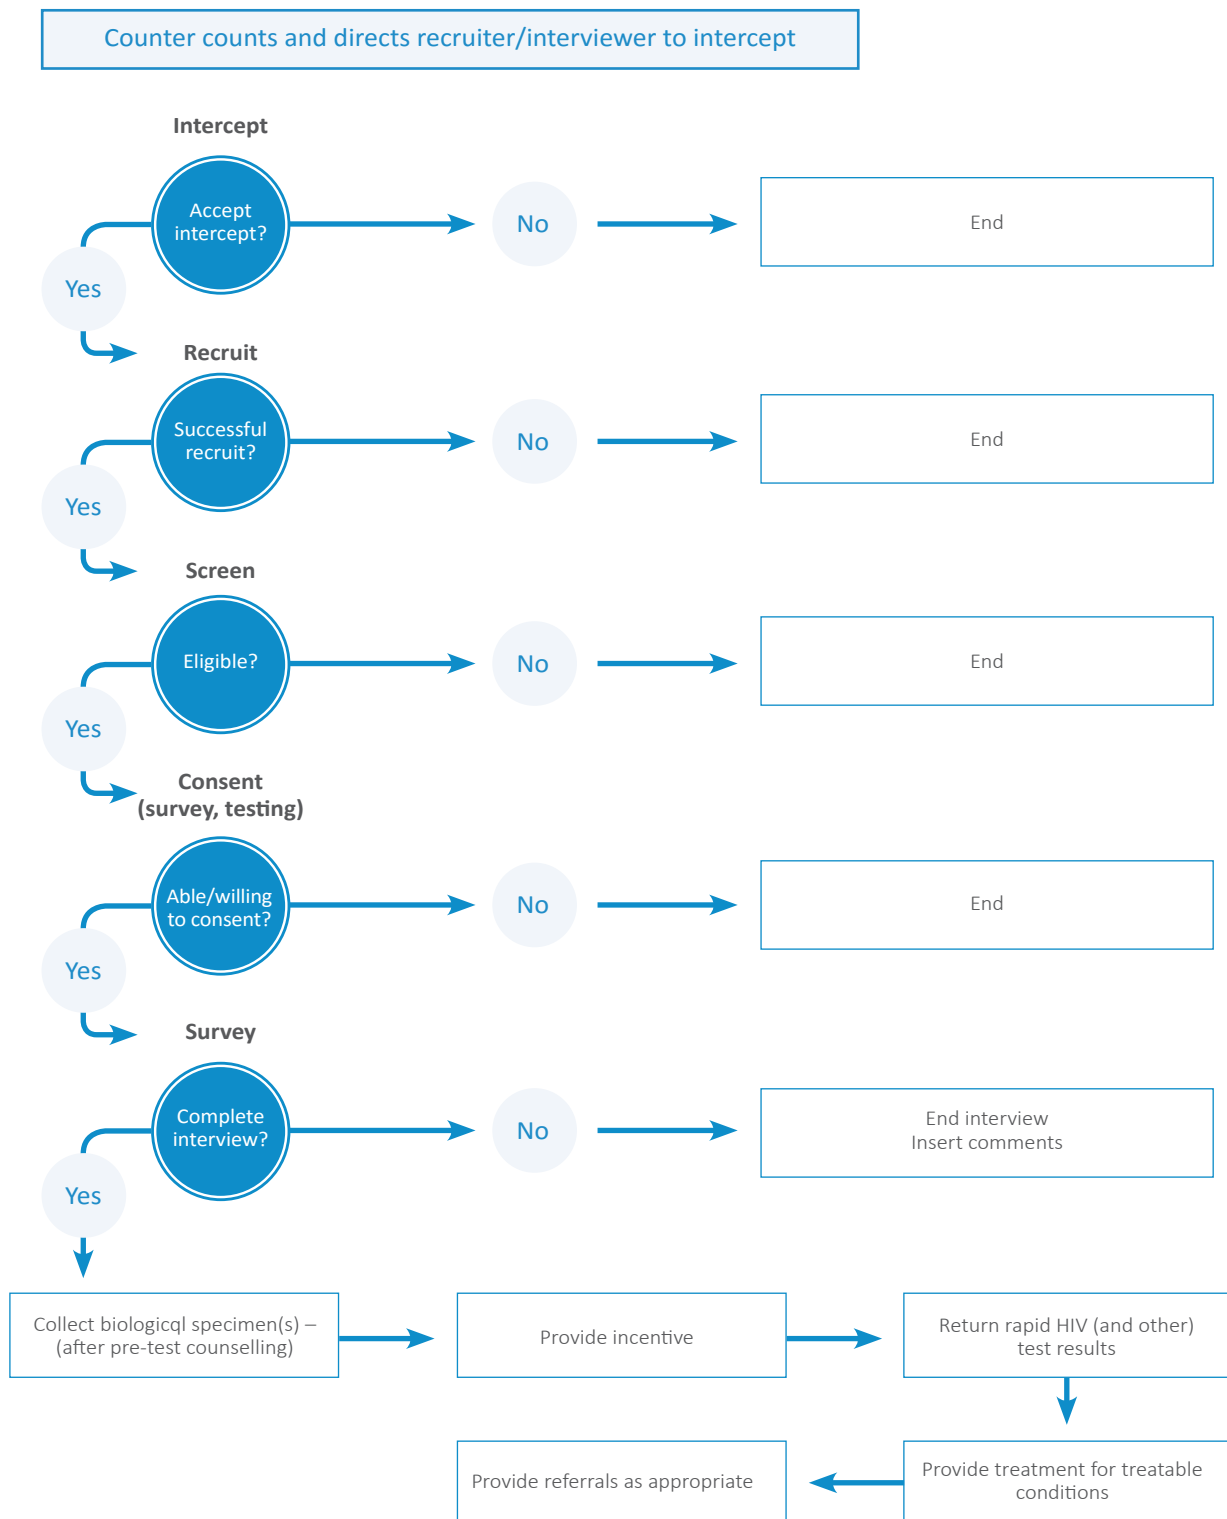 Counter counts and directs recruiter/interviewer to intercept
Intercept
Accept
intercept?
No
End
Yes
Recruit
Successful
recruit?
No
End
Yes
Screen
Eligible?
No
End
Yes
Consent
(survey, testing)
Able/willing
to consent?
No
End
Yes
Survey
Complete
interview?
No
End interview
Insert comments
Yes
Collect biologicql specimen(s) –
(after pre-test counselling)
Provide incentive
Return rapid HIV (and other)
test results
Provide referrals as appropriate
Provide treatment for treatable
conditions